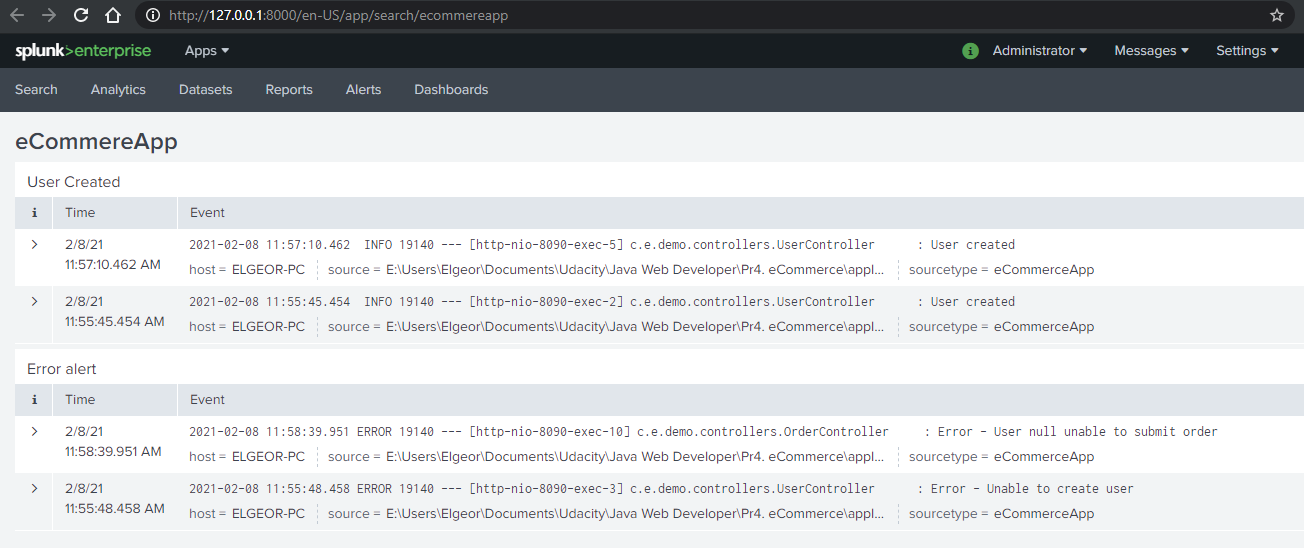 http://127.0.0.1:8000/en-US/app/search/ecommereapp
splunk>enterprise Apps Administrator Messages Settings
Search Analytics Datasets Reports Alerts Dashboards
eCommereApp
User Created
i Time Event
2/8/21 2021-02-08 11:57:10.462 INFO 19140 --- [http-nio-8090-exec-5] c.e.demo.controllers.UserController : User created
11:57:10.462 AM host = ELGEOR-PC source = E:\Users\Elgeor\Documents\Udacity\Java Web Developer\Pr4. eCommerce\appl... sourcetype = eCommerceApp
2/8/21 2021-02-08 11:55:45.454 INFO 19140 --- [http-nio-8090-exec-2] c.e.demo.controllers.UserController : User created
11:55:45.454 AM host = ELGEOR-PC source = E:\Users\Elgeor\Documents\Udacity\Java Web Developer\Pr4. eCommerce\appl... sourcetype = eCommerceApp
Error alert
i Time Event
2/8/21 2021-02-08 11:58:39.951 ERROR 19140 --- [http-nio-8090-exec-10] c.e.demo.controllers.OrderController : Error - User null unable to submit order
11:58:39.951 AM host = ELGEOR-PC source = E:\Users\Elgeor\Documents\Udacity\Java Web Developer\Pr4. eCommerce\appl... sourcetype = eCommerceApp
2/8/21 2021-02-08 11:55:48.458 ERROR 19140 --- [http-nio-8090-exec-3] c.e.demo.controllers.UserController : Error - Unable to create user
11:55:48.458 AM host = ELGEOR-PC source = E:\Users\Elgeor\Documents\Udacity\Java Web Developer\Pr4. eCommerce\appl... sourcetype = eCommerceApp